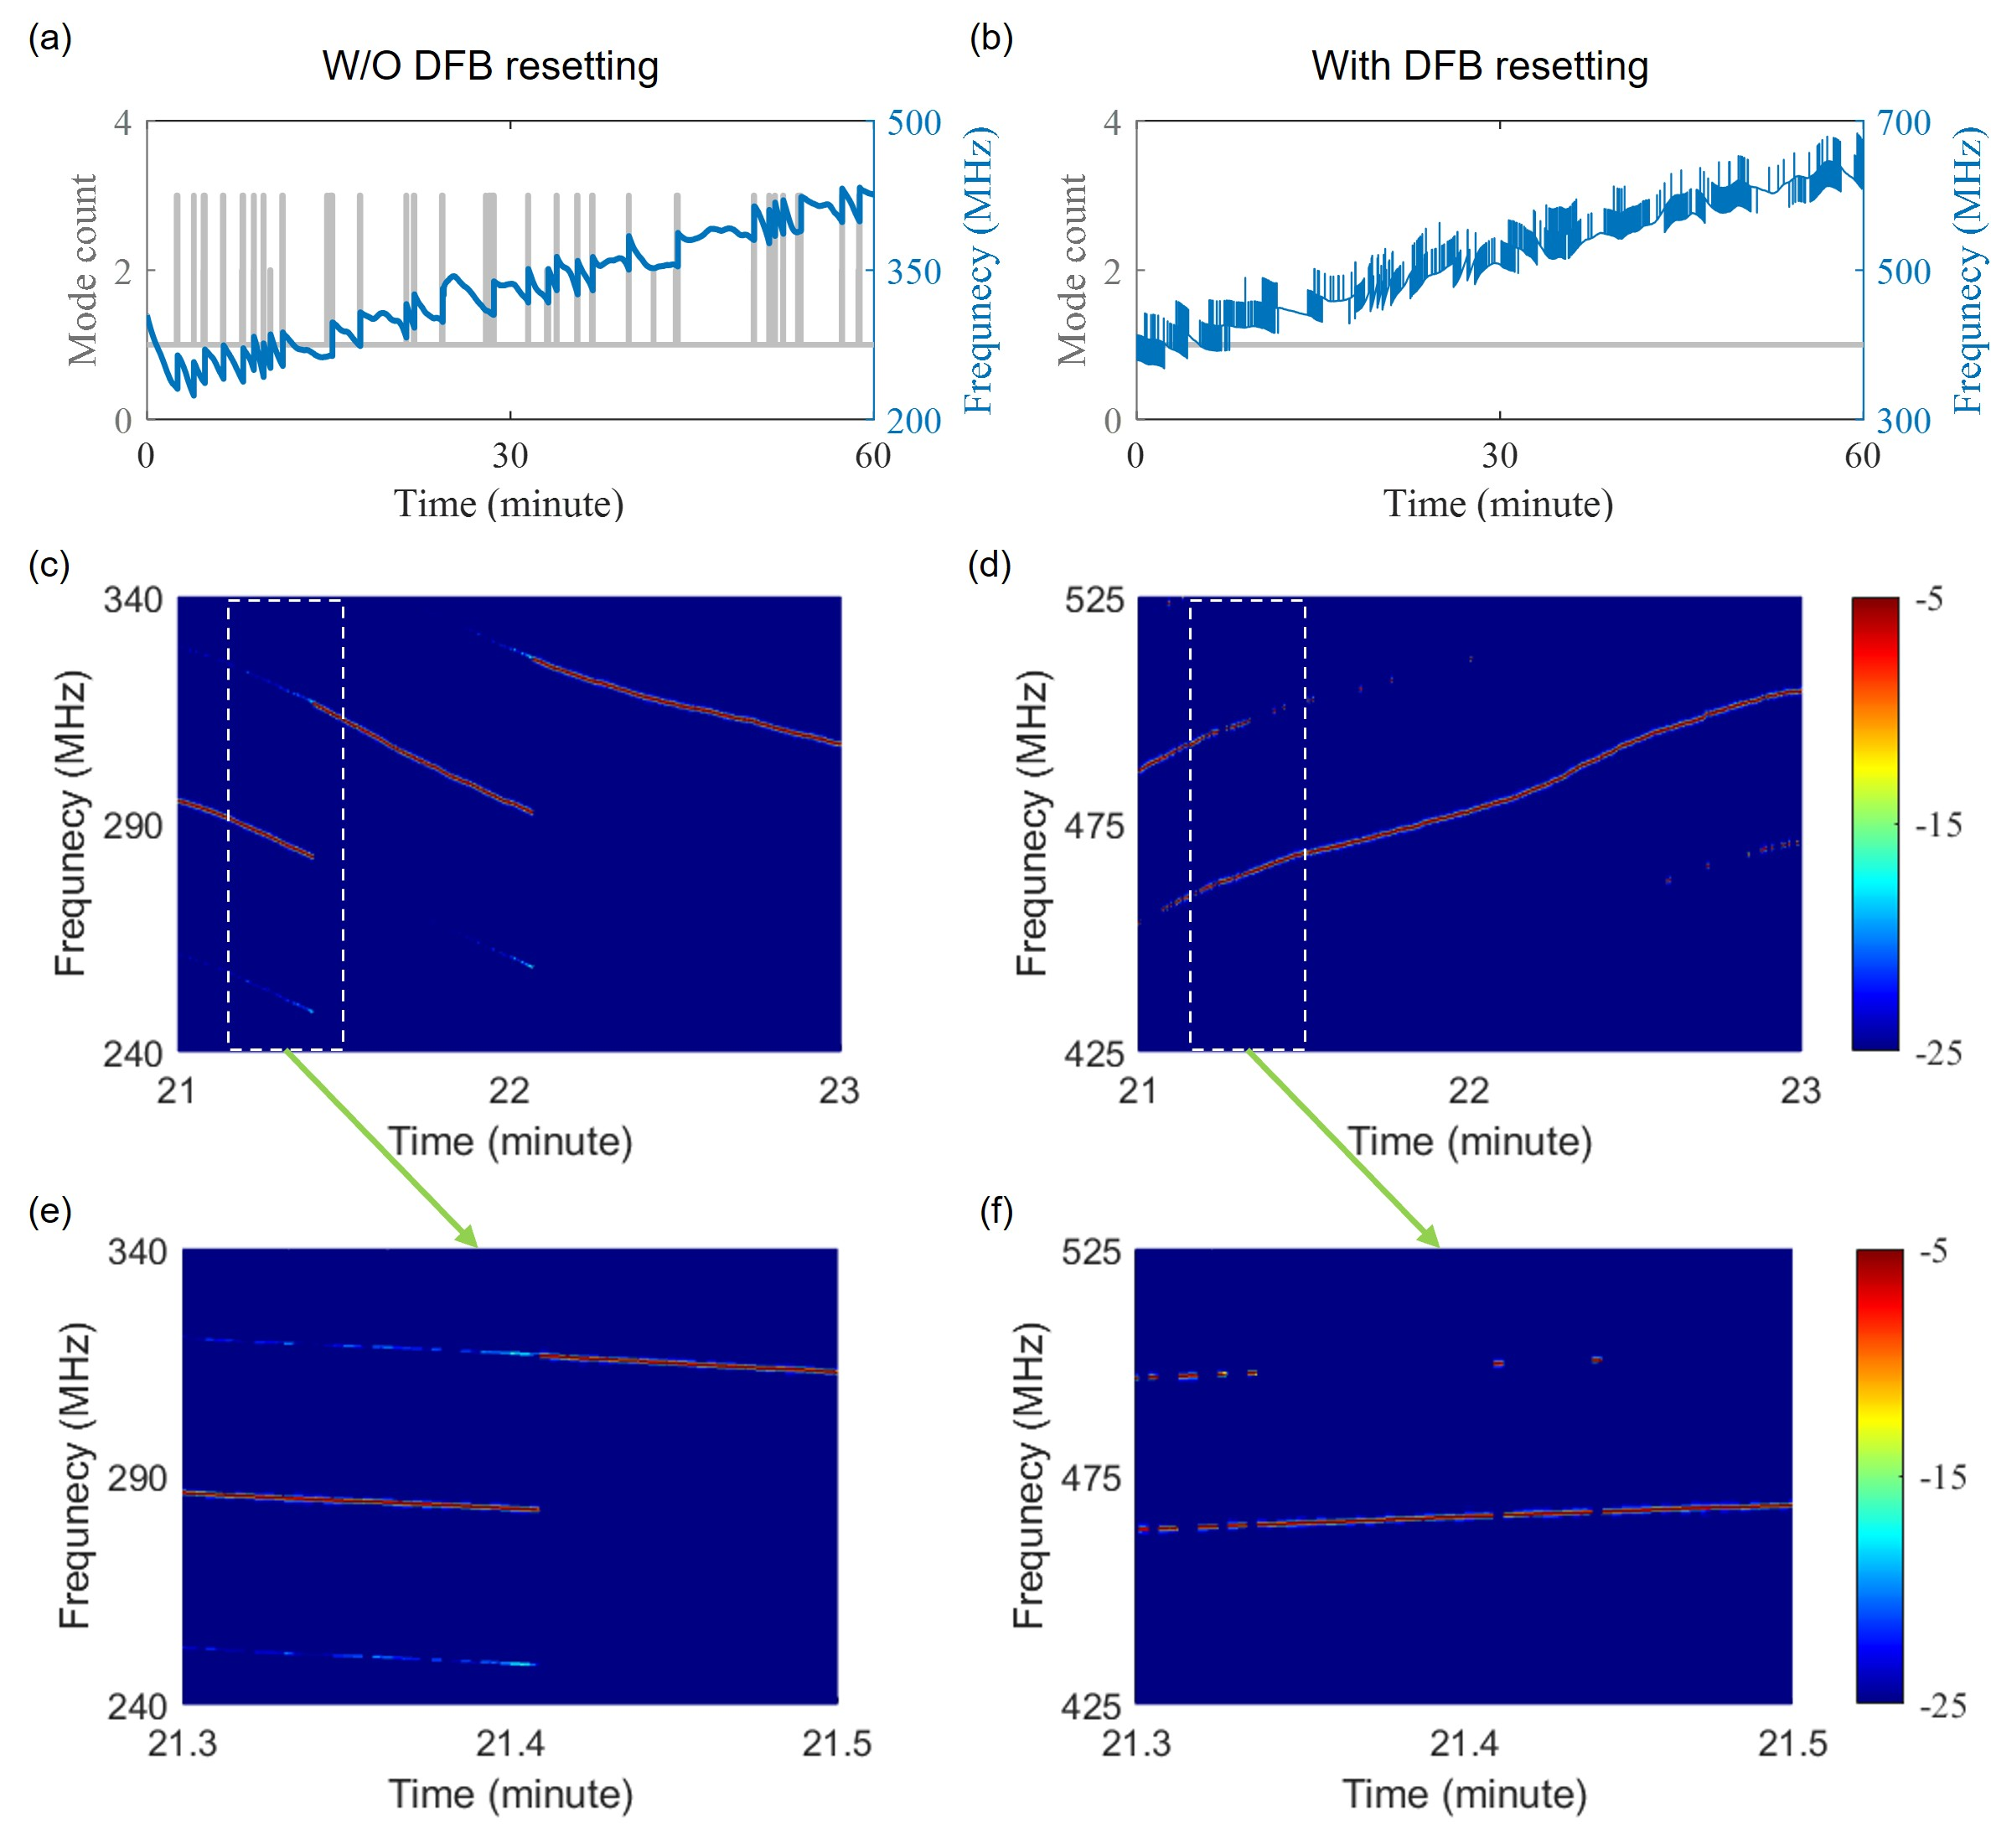 (a)
W/O DFB resetting
4
2
0
Mode count
500
350
200
Frequnecy (MHz)
0
30
60
Time (minute)
(b)
With DFB resetting
4
2
0
Mode count
700
500
300
Frequnecy (MHz)
0
30
60
Time (minute)
(c)
340
290
240
Frequnecy (MHz)
21
22
23
Time (minute)
(d)
525
475
425
Frequnecy (MHz)
21
22
23
Time (minute)
-5
-15
-25
(e)
340
290
240
Frequnecy (MHz)
21.3
21.4
21.5
Time (minute)
(f)
525
475
425
Frequnecy (MHz)
21.3
21.4
21.5
Time (minute)
-5
-15
-25